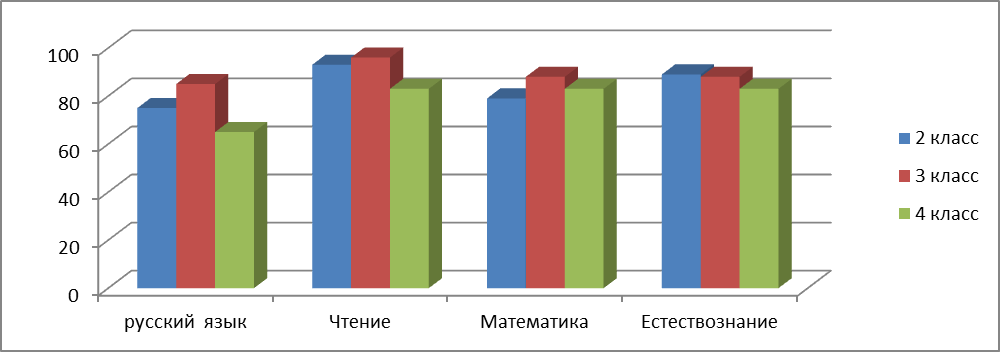 100
80
60
40
20
0
русский язык
Чтение
Математика
Естествознание
2 класс
3 класс
4 класс